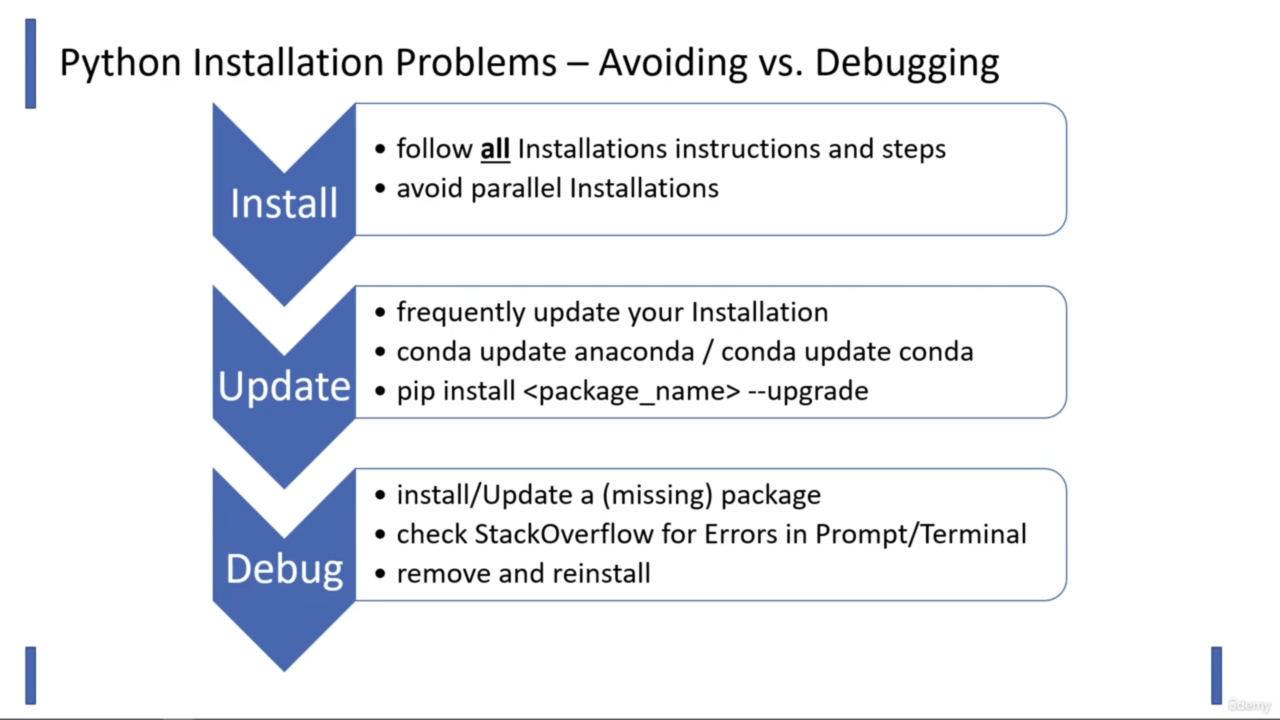 Python Installation Problems – Avoiding vs. Debugging
Install
• follow all Installations instructions and steps
• avoid parallel Installations
Update
• frequently update your Installation
• conda update anaconda / conda update conda
• pip install <package_name> --upgrade
Debug
• install/Update a (missing) package
• check StackOverflow for Errors in Prompt/Terminal
• remove and reinstall
ûdemy